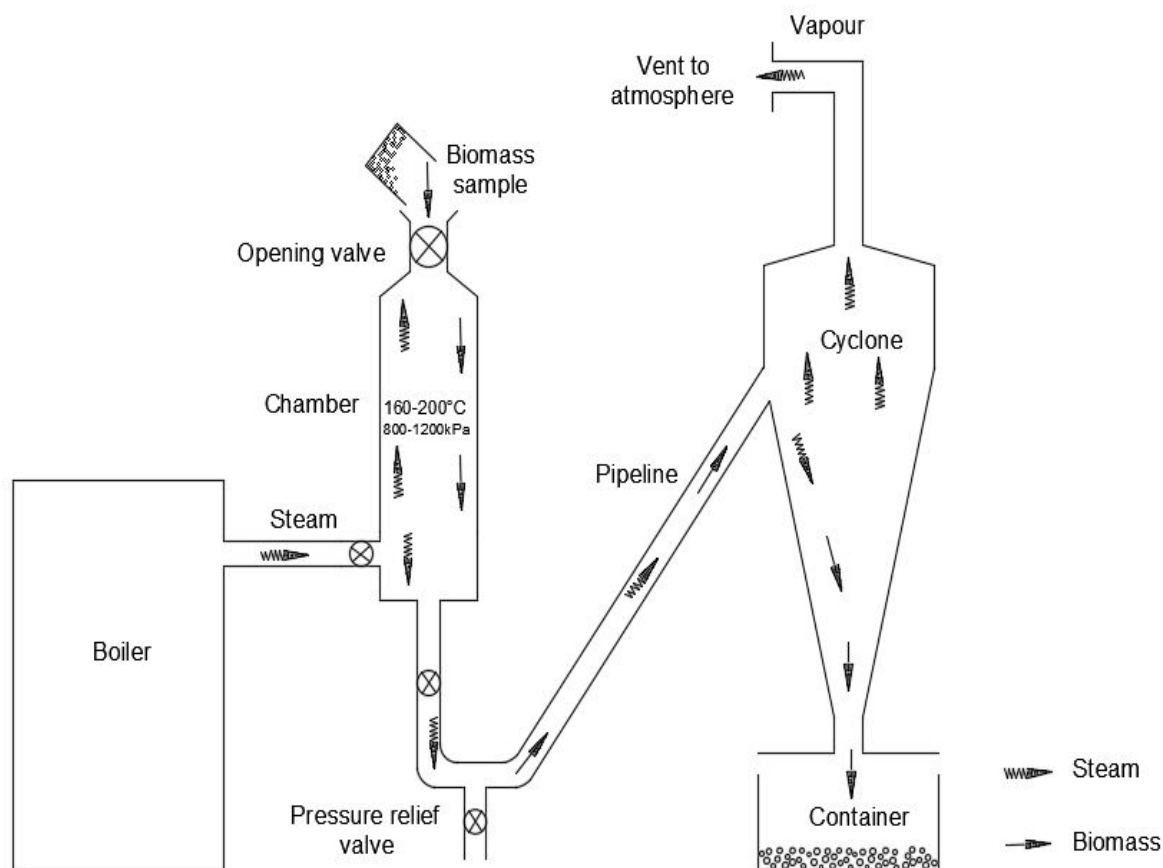 Vapour
Vent to
atmosphere
Biomass
sample
Opening valve
Cyclone
Chamber
160-200°C
800-1200kPa
Pipeline
Steam
Boiler
Steam
Pressure relief
valve
Container
Biomass